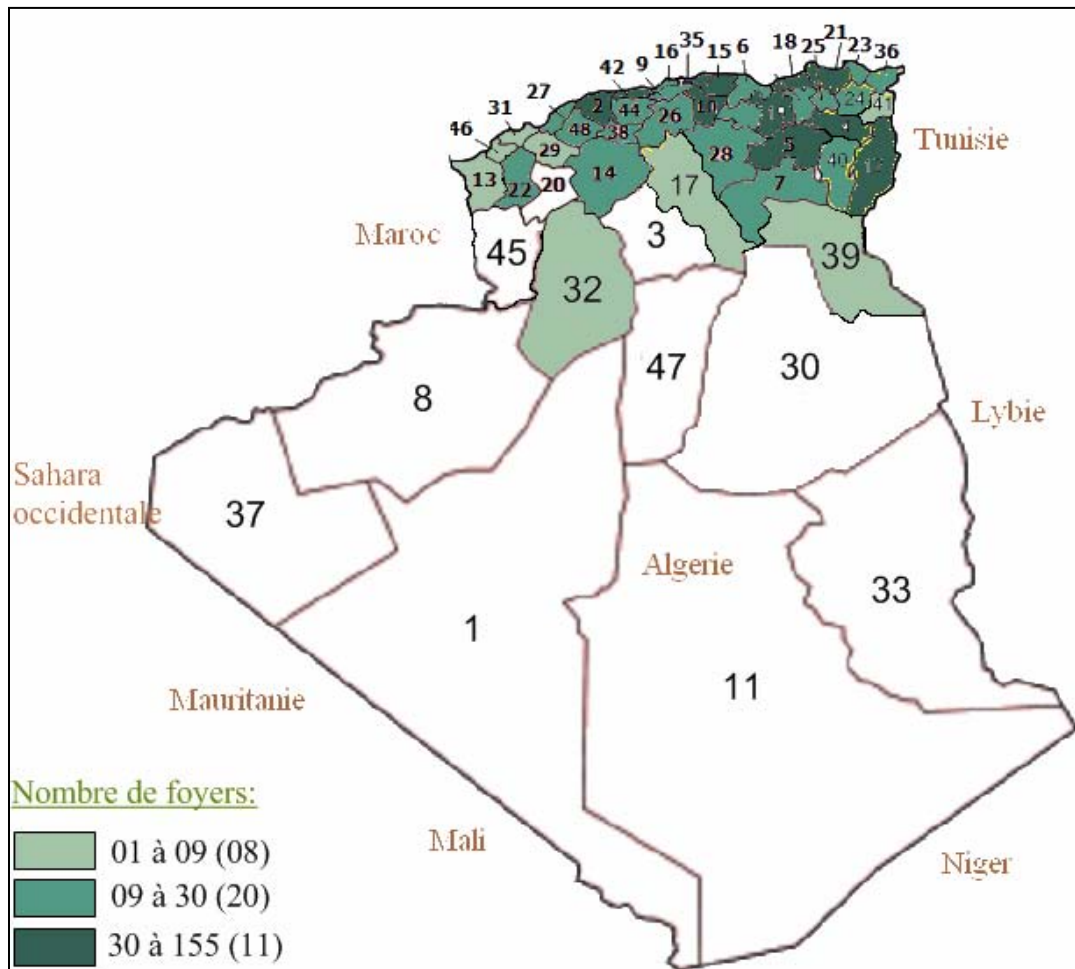 35
16 15 6 18 25 21 23 36
42 9
27
31 2 44 24 41
46 48 38 26 10 19 4
29 5 Tunisie
13 22 20 14 28 40 12
17 7
Maroc 3
45 39
32
47 30
8
Lybie
Sahara
occidentale
37
Algerie
33
1
11
Mauritanie
Nombre de foyers:
01 à 09 (08)
Mali
Niger
09 à 30 (20)
30 à 155 (11)